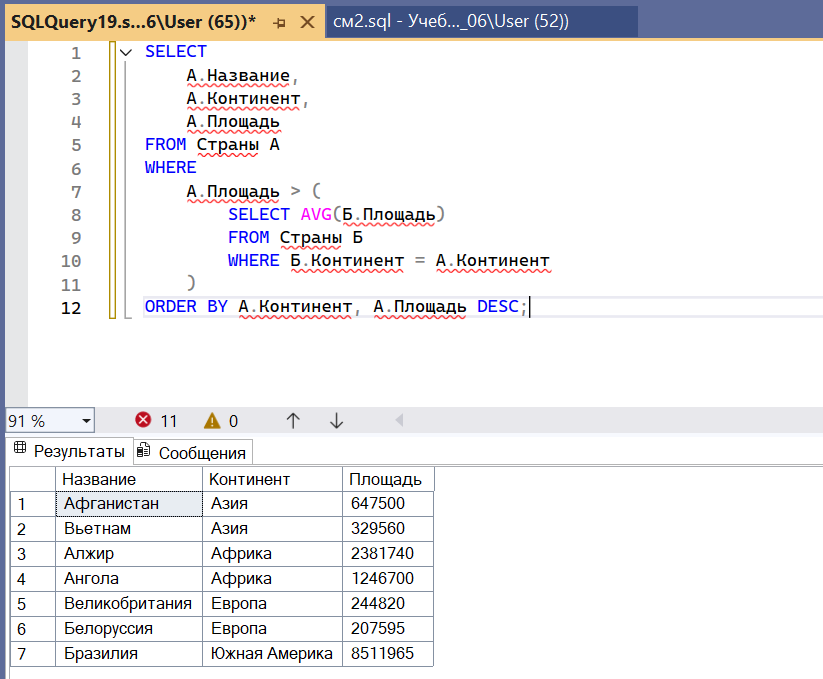 SQLQuery19.s...6\User (65))*
см2.sql - Учеб..._06\User (52))
1 SELECT
2 А.Название,
3 А.Континент,
4 А.Площадь
5 FROM Страны А
6 WHERE
7 А.Площадь > (
8 SELECT AVG(Б.Площадь)
9 FROM Страны Б
10 WHERE Б.Континент = А.Континент
11 )
12 ORDER BY А.Континент, А.Площадь DESC;
91 % 11 0
Результаты Сообщения
Название Континент Площадь
1 Афганистан Азия 647500
2 Вьетнам Азия 329560
3 Алжир Африка 2381740
4 Ангола Африка 1246700
5 Великобритания Европа 244820
6 Белоруссия Европа 207595
7 Бразилия Южная Америка 8511965